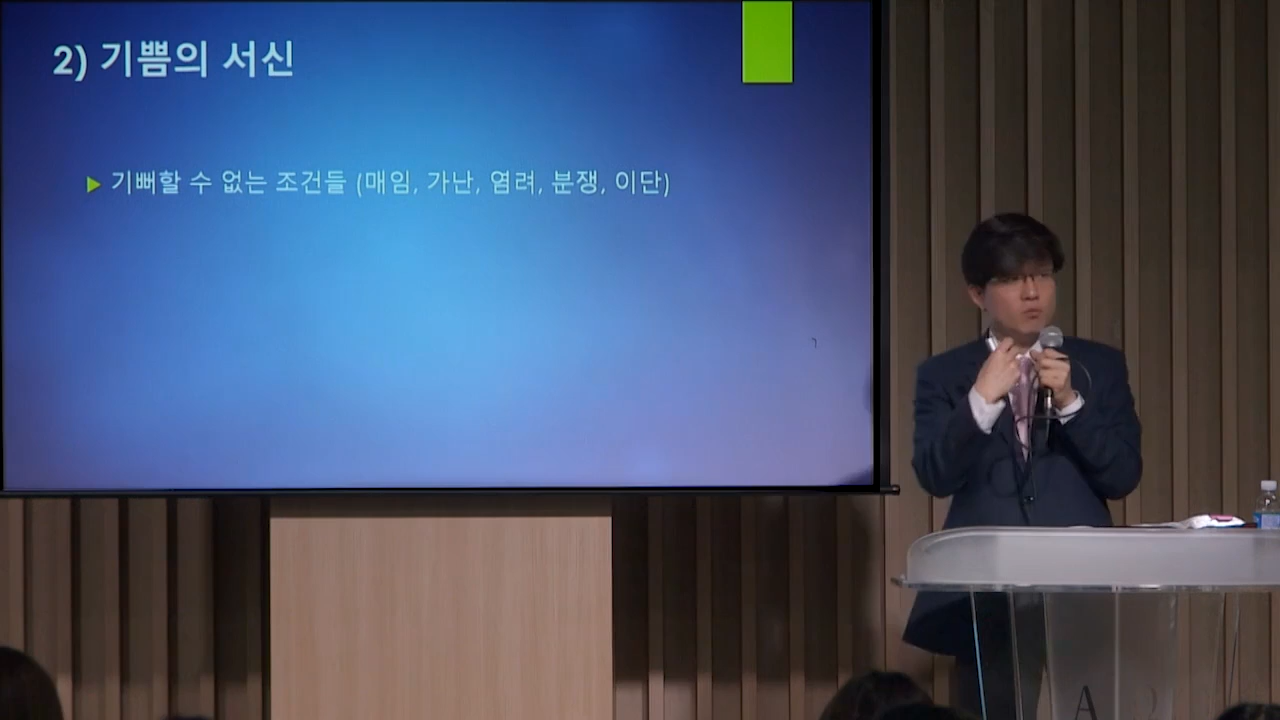 2) 기쁨의 서신
기뻐할 수 없는 조건들 (매임, 가난, 염려, 분쟁, 이단)
A